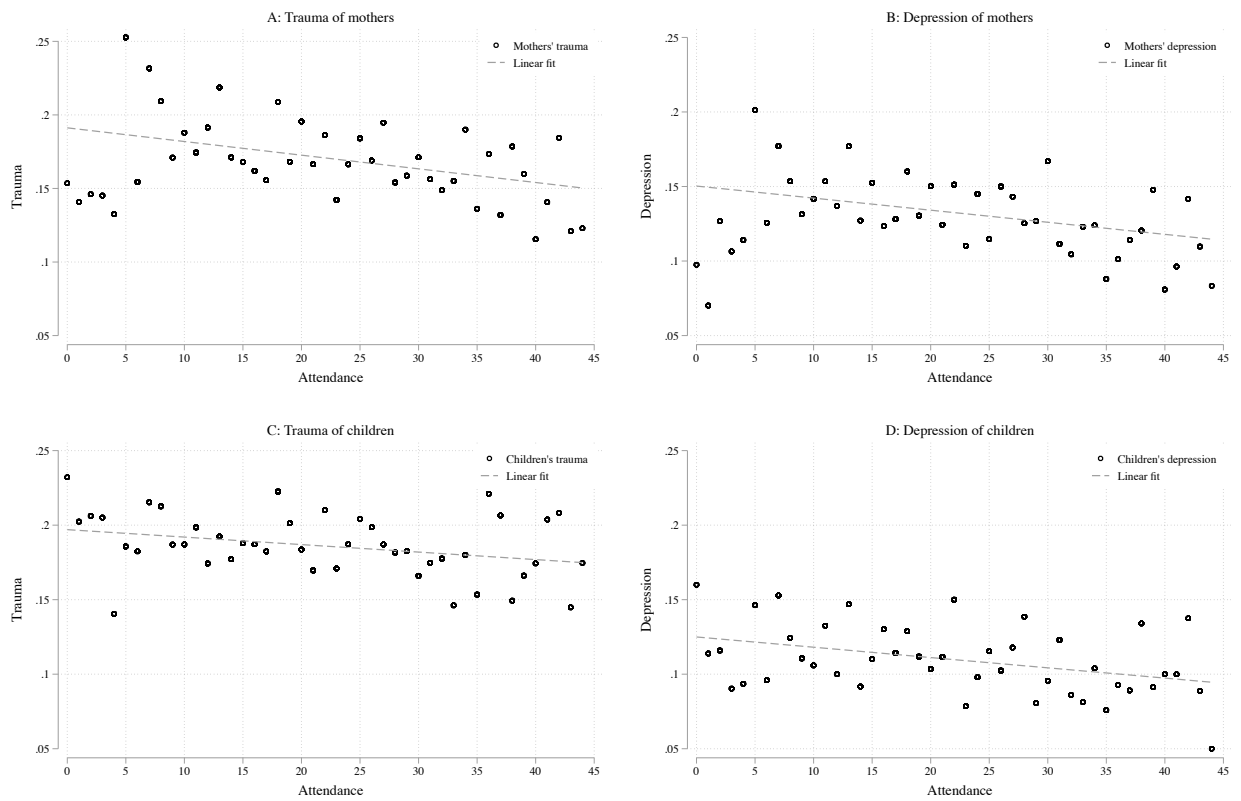 A: Trauma of mothers
.25
.2
.15
.1
.05
Trauma
Mothers' trauma
Linear fit
0 5 10 15 20 25 30 35 40 45
Attendance
B: Depression of mothers
.25
.2
.15
.1
.05
Depression
Mothers' depression
Linear fit
0 5 10 15 20 25 30 35 40 45
Attendance
C: Trauma of children
.25
.2
.15
.1
.05
Trauma
Children's trauma
Linear fit
0 5 10 15 20 25 30 35 40 45
Attendance
D: Depression of children
.25
.2
.15
.1
.05
Depression
Children's depression
Linear fit
0 5 10 15 20 25 30 35 40 45
Attendance